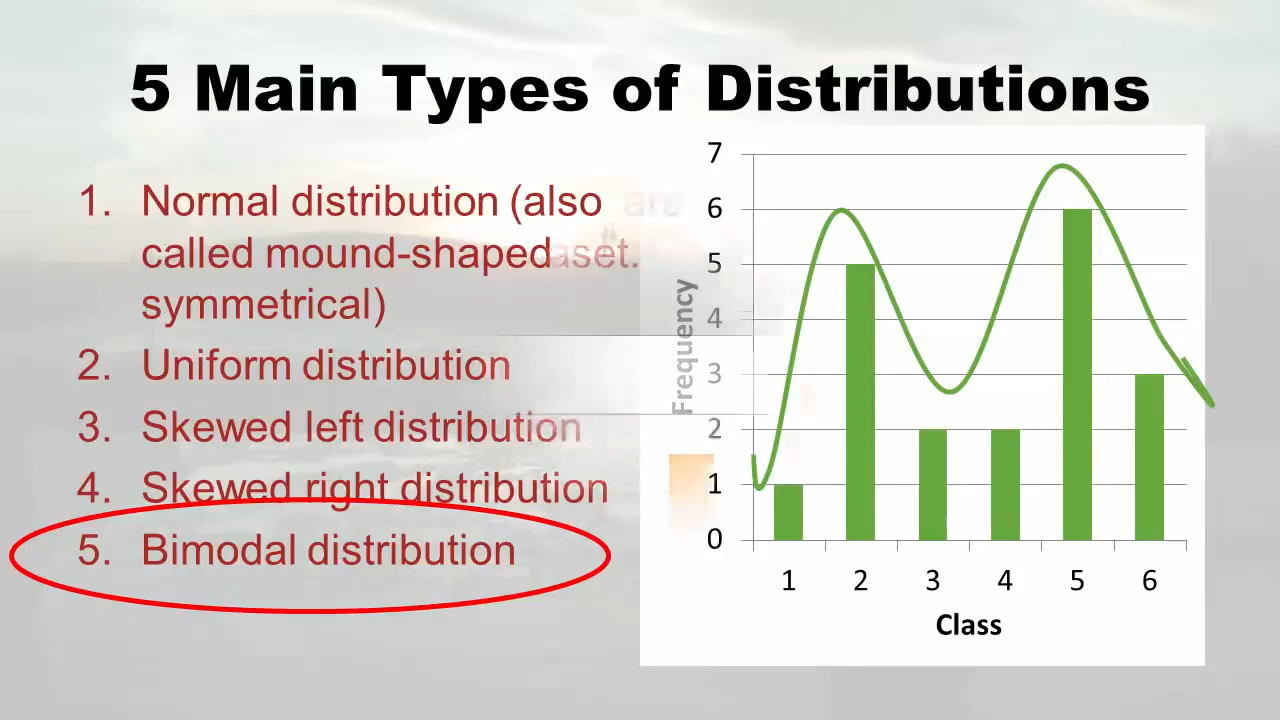 5 Main Types of Distributions
1. Normal distribution (also
called mound-shaped
symmetrical)
2. Uniform distribution
3. Skewed left distribution
4. Skewed right distribution
5. Bimodal distribution
Frequency
7
6
5
4
3
2
1
0
1 2 3 4 5 6
Class